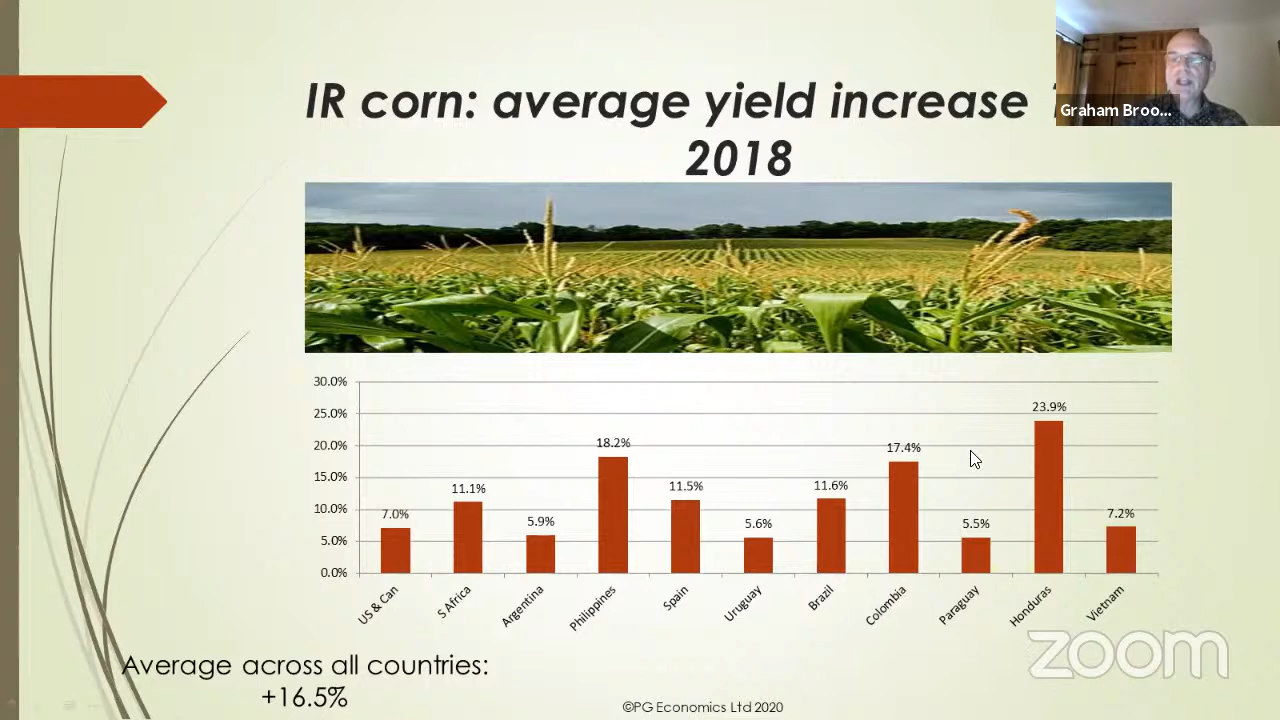 IR corn: average yield increase
2018
Graham Broo...
30.0%
25.0%
20.0%
15.0%
10.0%
5.0%
0.0%
7.0%
11.1%
5.9%
18.2%
11.5%
5.6%
11.6%
17.4%
5.5%
23.9%
7.2%
US & Can
S Africa
Argentina
Philippines
Spain
Uruguay
Brazil
Colombia
Paraguay
Honduras
Vietnam
zoom
Average across all countries:
+16.5%
©PG Economics Ltd 2020